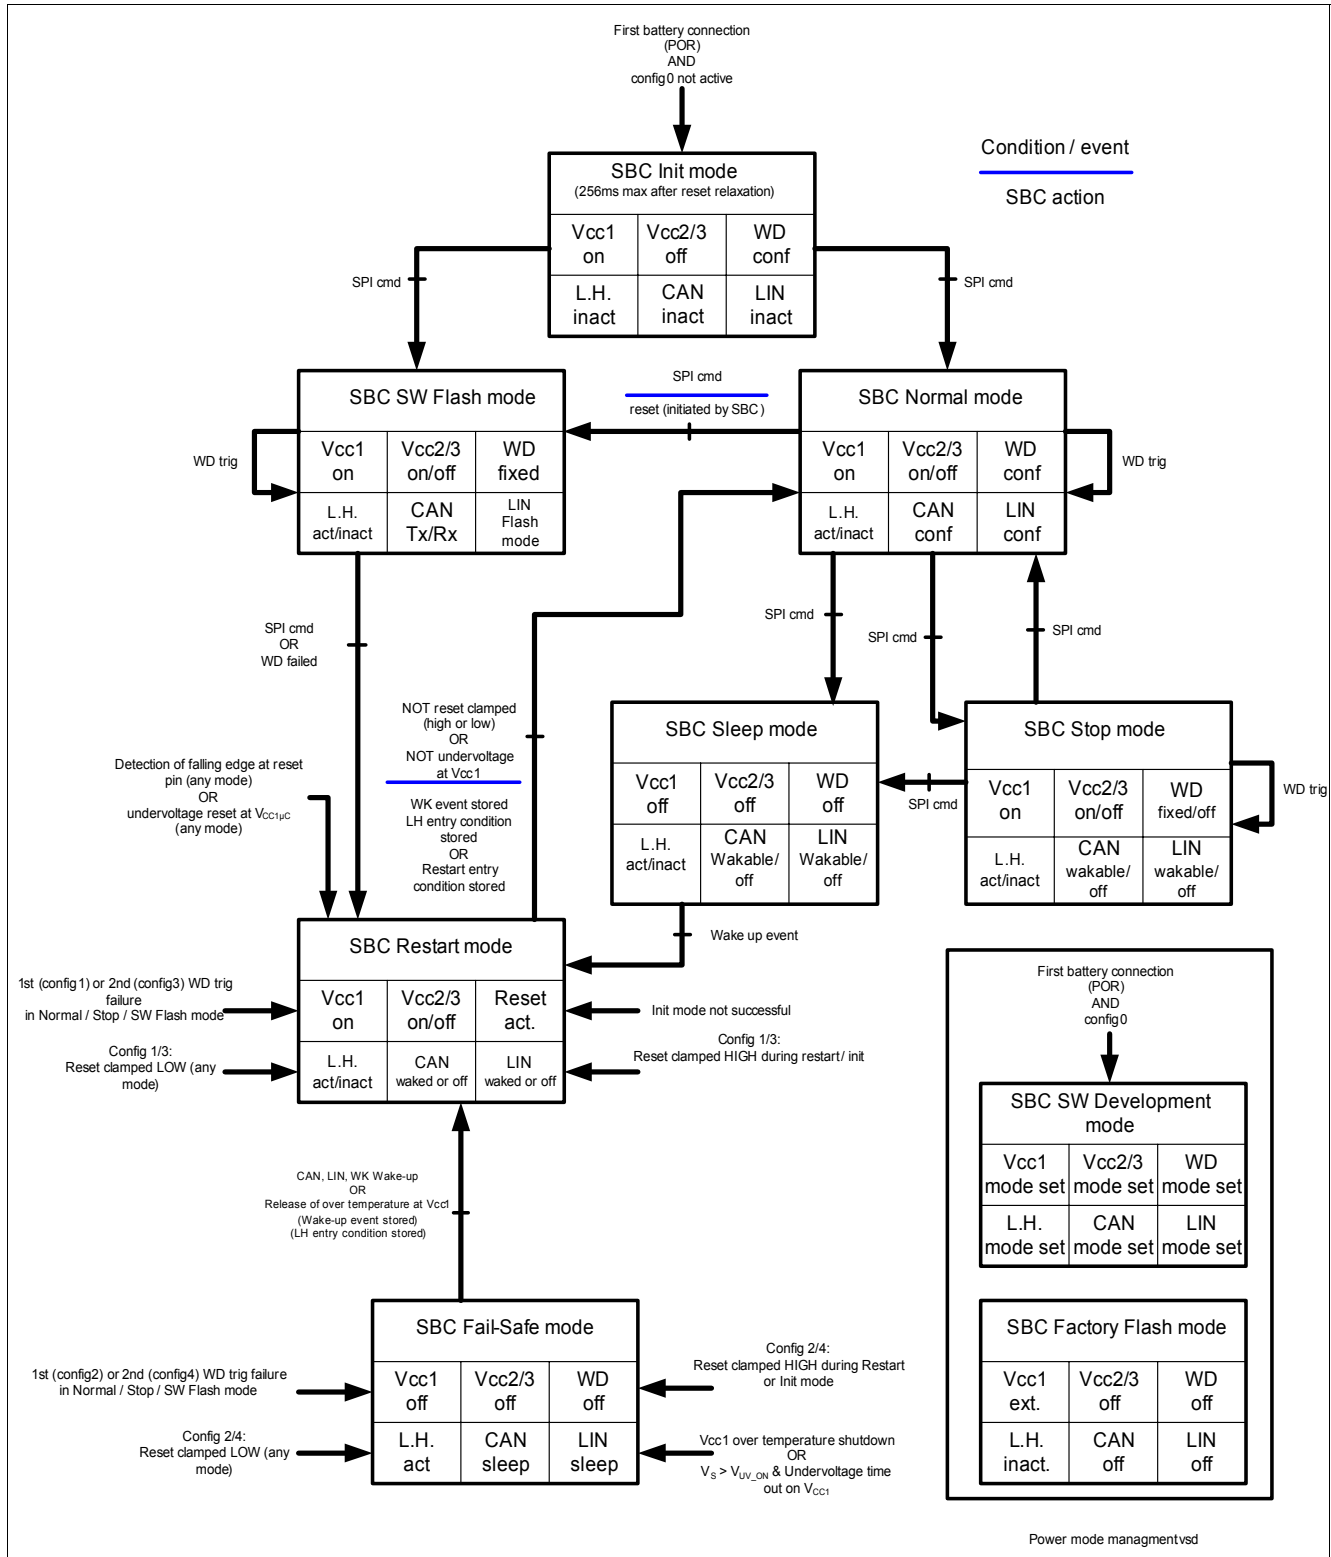 First battery connection
(POR)
AND
config0 not active
Condition / event
SBC action
SBC Init mode
(256ms max after reset relaxation)
Vcc1
on
Vcc2/3
off
WD
conf
L.H.
inact
CAN
inact
LIN
inact
SPI cmd
SPI cmd
SBC SW Flash mode
Vcc1
on
Vcc2/3
on/off
WD
fixed
L.H.
act/inact
CAN
Tx/Rx
LIN
Flash
mode
WD trig
SPI cmd
reset (initiated by SBC)
SBC Normal mode
Vcc1
on
Vcc2/3
on/off
WD
conf
L.H.
act/inact
CAN
conf
LIN
conf
WD trig
SPI cmd
OR
WD failed
SPI cmd
SPI cmd
SPI cmd
NOT reset clamped
(high or low)
OR
NOT undervoltage
at Vcc1
WK event stored
LH entry condition
stored
OR
Restart entry
condition stored
Detection of falling edge at reset
pin (any mode)
OR
undervoltage reset at VCC1µC
(any mode)
SBC Sleep mode
Vcc1
off
Vcc2/3
off
WD
off
L.H.
act/inact
CAN
Wakable/
off
LIN
Wakable/
off
SPI cmd
SBC Stop mode
Vcc1
on
Vcc2/3
on/off
WD
fixed/off
L.H.
act/inact
CAN
wakable/
off
LIN
wakable/
off
WD trig
Wake up event
SBC Restart mode
Vcc1
on
Vcc2/3
on/off
Reset
act.
L.H.
act/inact
CAN
waked or off
LIN
waked or off
1st (config1) or 2nd (config3) WD trig
failure
in Normal / Stop / SW Flash mode
Config 1/3:
Reset clamped LOW (any
mode)
Init mode not successful
Config 1/3:
Reset clamped HIGH during restart/ init
CAN, LIN, WK Wake-up
OR
Release of over temperature at Vcc1
(Wake-up event stored)
(LH entry condition stored)
SBC Fail-Safe mode
Vcc1
off
Vcc2/3
off
WD
off
L.H.
act
CAN
sleep
LIN
sleep
1st (config2) or 2nd (config4) WD trig failure
in Normal / Stop / SW Flash mode
Config 2/4:
Reset clamped LOW (any
mode)
Config 2/4:
Reset clamped HIGH during Restart
or Init mode
Vcc1 over temperature shutdown
OR
VS > VUV_ON & Undervoltage time
out on VCC1
First battery connection
(POR)
AND
config0
SBC SW Development
mode
Vcc1
mode set
Vcc2/3
mode set
WD
mode set
L.H.
mode set
CAN
mode set
LIN
mode set
SBC Factory Flash mode
Vcc1
ext.
Vcc2/3
off
WD
off
L.H.
inact.
CAN
off
LIN
off
Power mode managmentvsd